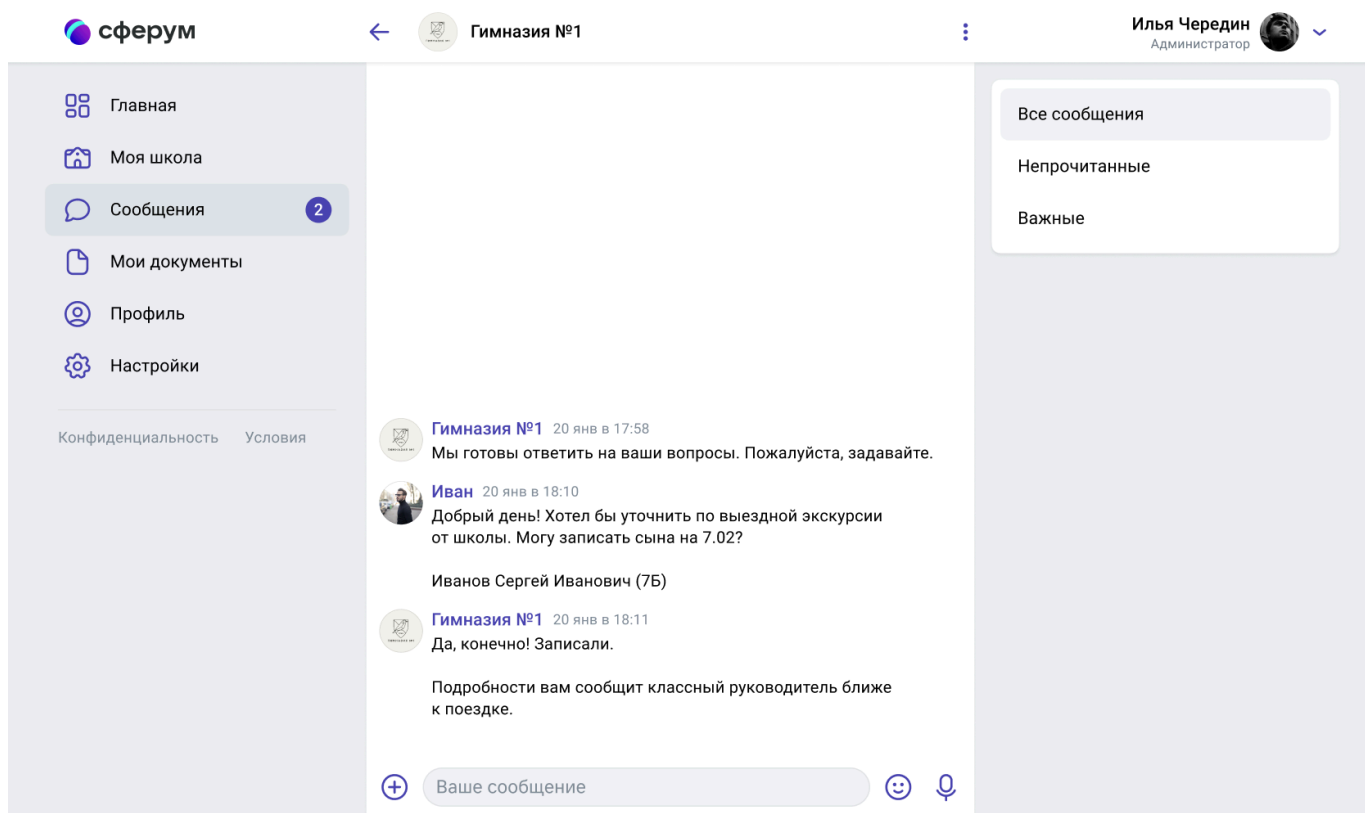 сферум
Гимназия №1
Илья Чередин
Администратор
Главная
Моя школа
Сообщения
2
Мои документы
Профиль
Настройки
Конфиденциальность Условия
Гимназия №1 20 янв в 17:58
Мы готовы ответить на ваши вопросы. Пожалуйста, задавайте.
Иван 20 янв в 18:10
Добрый день! Хотел бы уточнить по выездной экскурсии
от школы. Могу записать сына на 7.02?
Иванов Сергей Иванович (7Б)
Гимназия №1 20 янв в 18:11
Да, конечно! Записали.
Подробности вам сообщит классный руководитель ближе
к поездке.
Ваше сообщение
Все сообщения
Непрочитанные
Важные